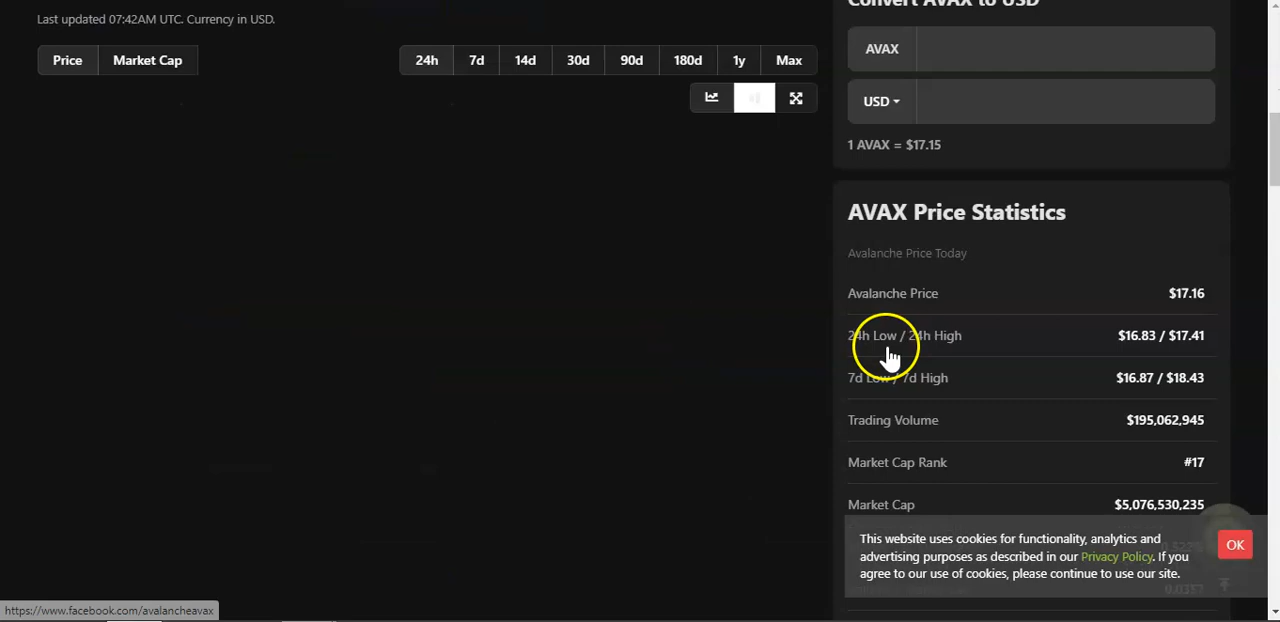 Last updated 07:42AM UTC. Currency in USD.
Price
Market Cap
24h
7d
14d
30d
90d
180d
1y
Max
Convert AVAX to USD
AVAX
USD
1 AVAX = $17.15
AVAX Price Statistics
Avalanche Price Today
Avalanche Price $17.16
24h Low / 24h High $16.83 / $17.41
7d Low / 7d High $16.87 / $18.43
Trading Volume $195,062,945
Market Cap Rank #17
Market Cap $5,076,530,235
This website uses cookies for functionality, analytics and
advertising purposes as described in our Privacy Policy. If you
agree to our use of cookies, please continue to use our site.
OK
https://www.facebook.com/avalancheavax